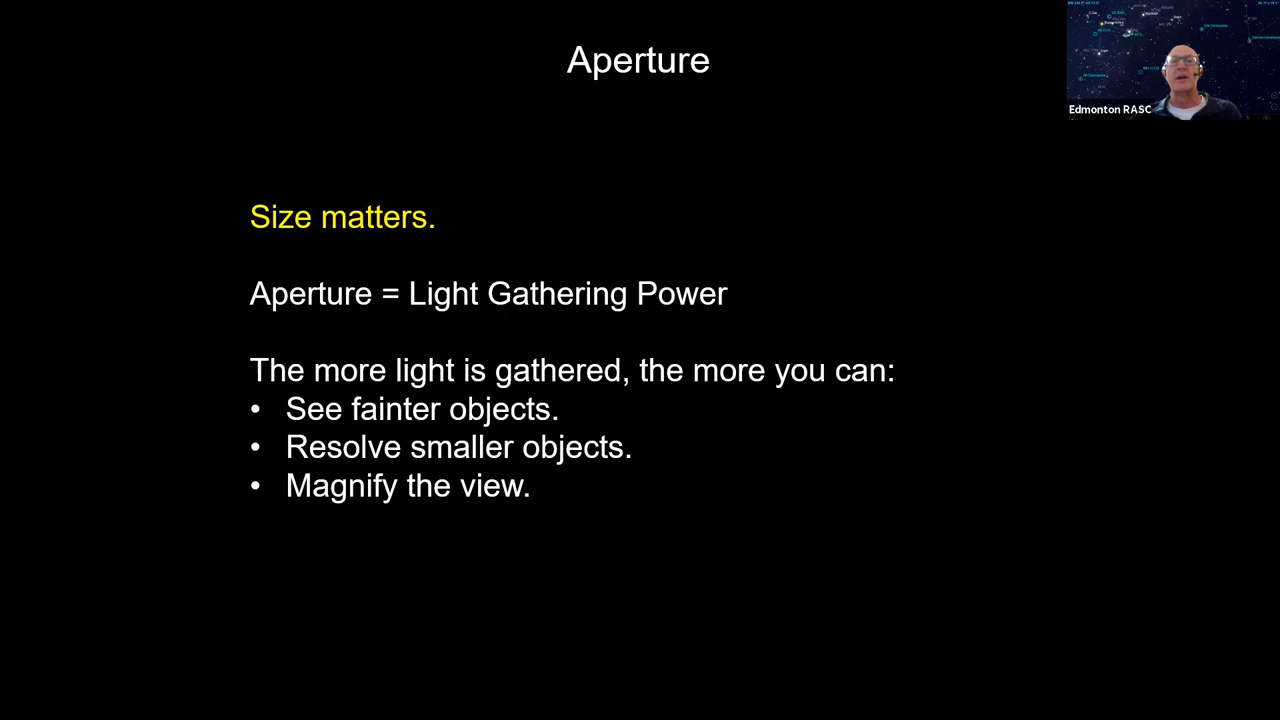 Aperture
Edmonton RASC
Size matters.
Aperture = Light Gathering Power
The more light is gathered, the more you can:
• See fainter objects.
• Resolve smaller objects.
• Magnify the view.